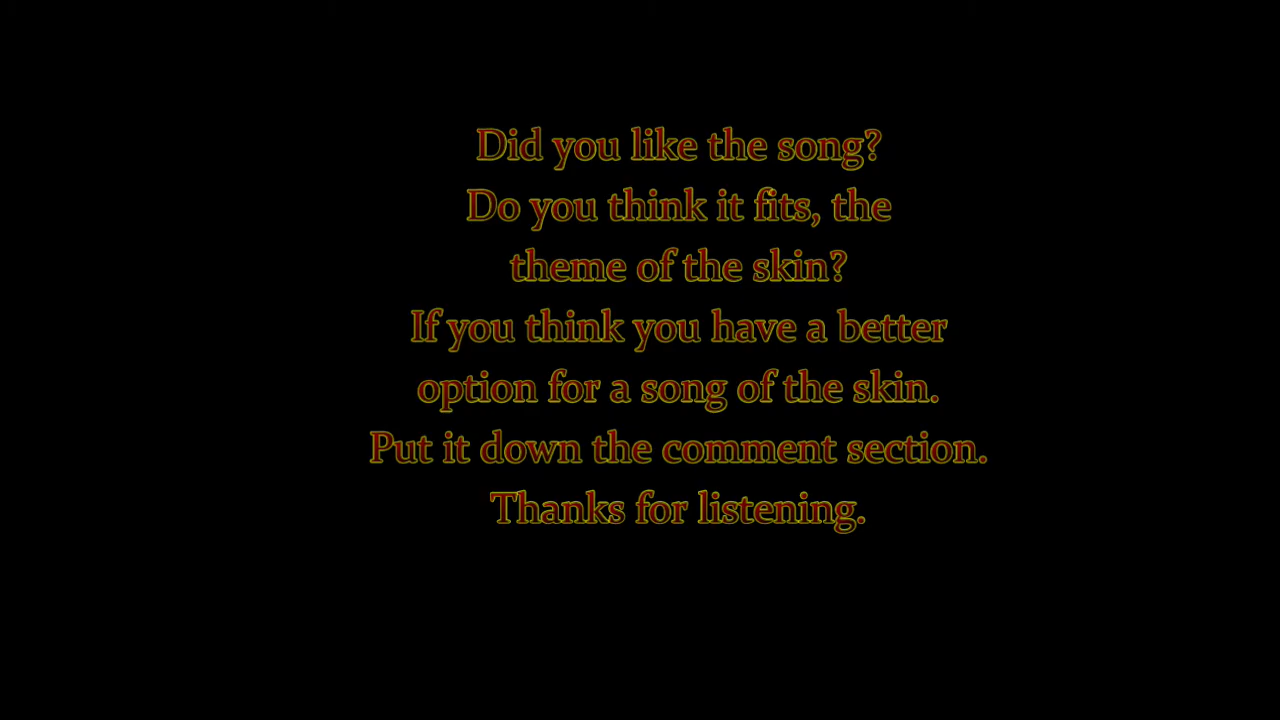 Did you like the song?
Do you think it fits, the
theme of the skin?
If you think you have a better
option for a song of the skin.
Put it down the comment section.
Thanks for listening.